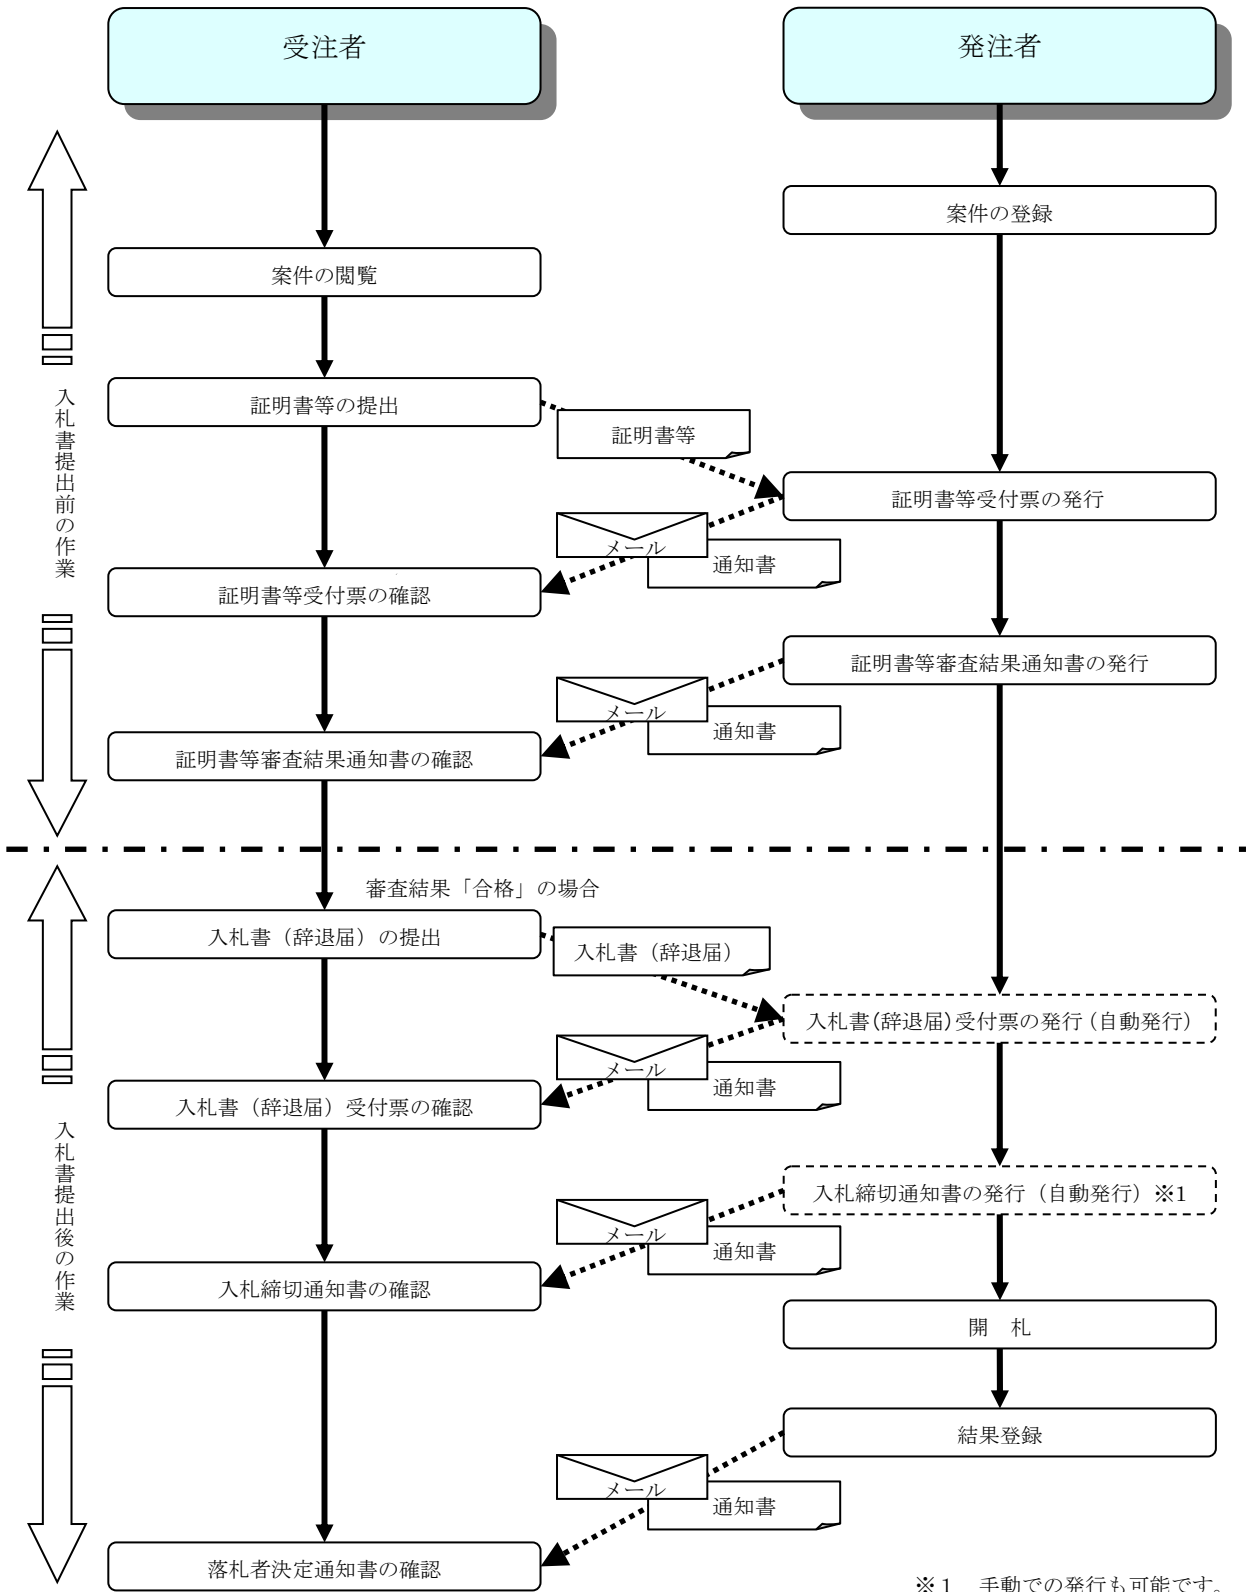 受注者
発注者
案件の登録
案件の閲覧
証明書等の提出
証明書等
証明書等受付票の発行
メール
通知書
証明書等受付票の確認
証明書等審査結果通知書の発行
メール
通知書
証明書等審査結果通知書の確認
入札書提出前の作業
審査結果「合格」の場合
入札書（辞退届）の提出
入札書（辞退届）
入札書(辞退届)受付票の発行(自動発行)
メール
通知書
入札書（辞退届）受付票の確認
入札締切通知書の発行（自動発行）※1
メール
通知書
入札締切通知書の確認
開　札
結果登録
メール
通知書
落札者決定通知書の確認
入札書提出後の作業
※１　手動での発行も可能です。